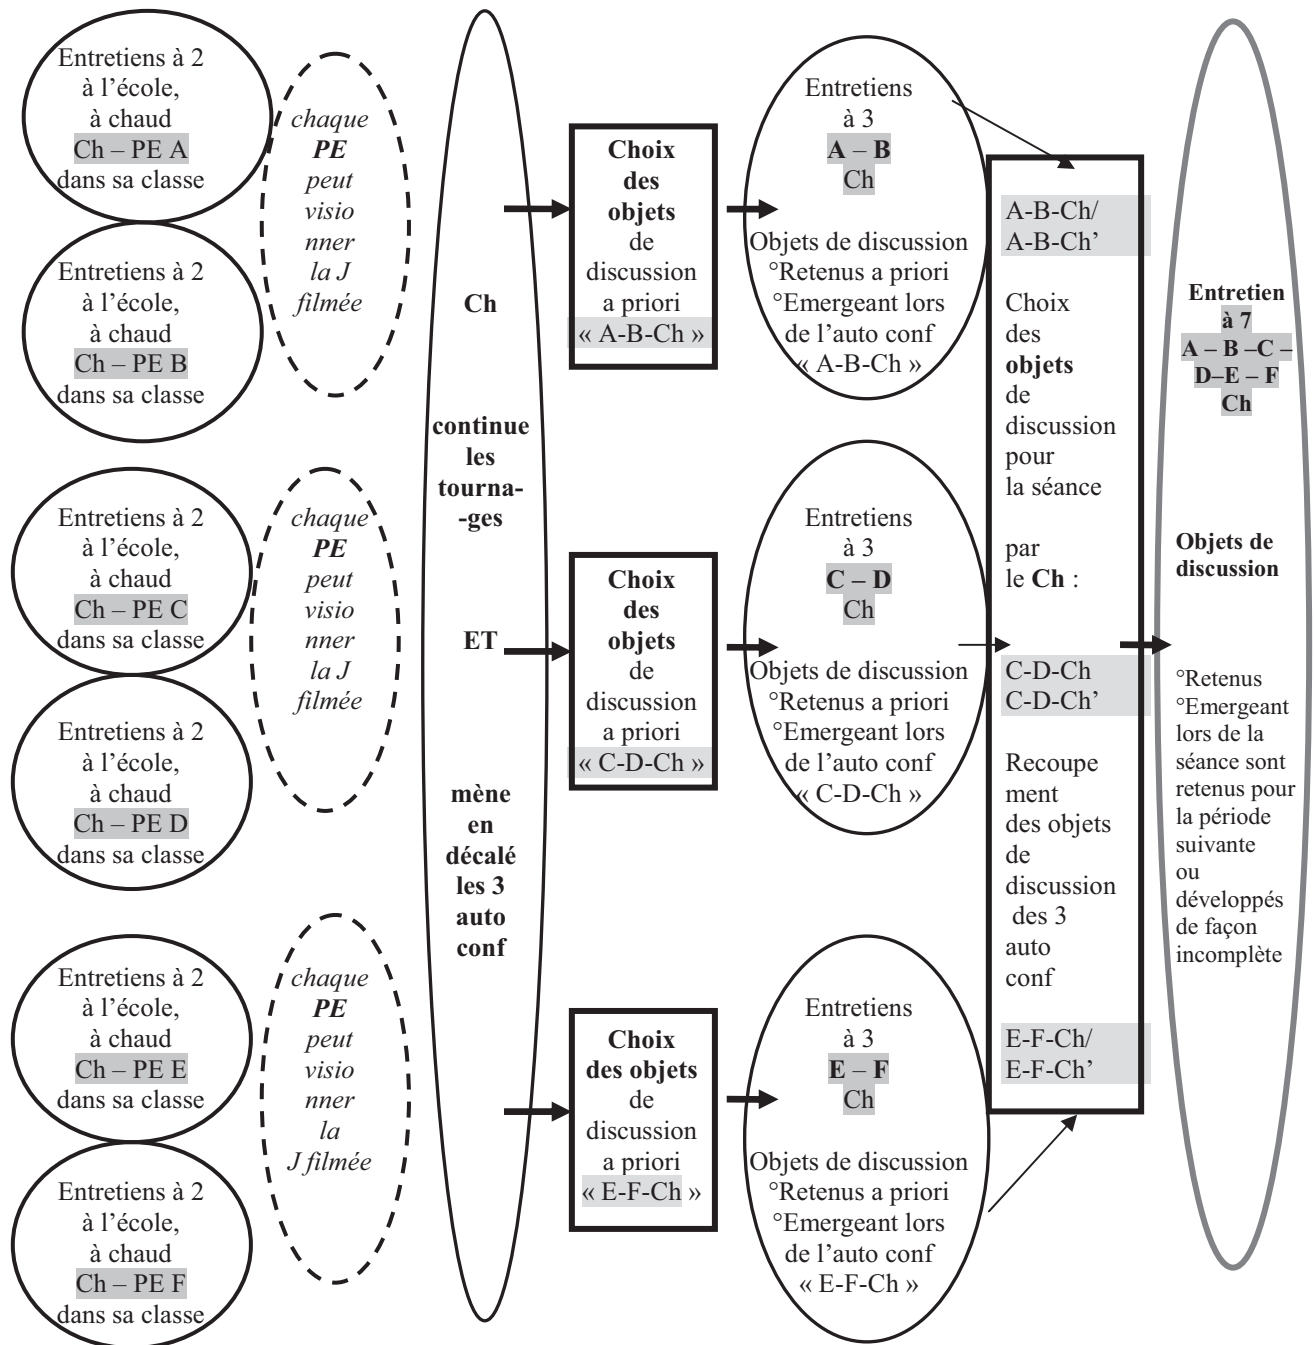 Entretiens à 2
à l'école,
à chaud
Ch – PE A
dans sa classe
Entretiens à 2
à l'école,
à chaud
Ch – PE B
dans sa classe
chaque
PE
peut
visio
nner
la J
filmée
Entretiens à 2
à l'école,
à chaud
Ch – PE C
dans sa classe
Entretiens à 2
à l'école,
à chaud
Ch – PE D
dans sa classe
chaque
PE
peut
visio
nner
la J
filmée
Entretiens à 2
à l'école,
à chaud
Ch – PE E
dans sa classe
Entretiens à 2
à l'école,
à chaud
Ch – PE F
dans sa classe
chaque
PE
peut
visio
nner
la
J filmée
Ch
continue
les
tourna-
-ges
ET
mène
en
décalé
les 3
auto
conf
Choix
des
objets
de
discussion
a priori
« A-B-Ch »
Choix
des
objets
de
discussion
a priori
« C-D-Ch »
Choix
des objets
de
discussion
a priori
« E-F-Ch »
Entretiens
à 3
A – B
Ch
Objets de discussion
°Retenus a priori
°Emergeant lors
de l'auto conf
« A-B-Ch »
Entretiens
à 3
C – D
Ch
Objets de discussion
°Retenus a priori
°Emergeant lors
de l'auto conf
« C-D-Ch »
Entretiens
à 3
E – F
Ch
Objets de discussion
°Retenus a priori
°Emergeant lors
de l'auto conf
« E-F-Ch »
A-B-Ch/
A-B-Ch'
Choix
des
objets
de
discussion
pour
la séance
par
le Ch :
C-D-Ch
C-D-Ch'
Recoupe
ment
des objets
de
discussion
des 3
auto
conf
E-F-Ch/
E-F-Ch'
Entretien
à 7
A – B –C –
D–E – F
Ch
Objets de
discussion
°Retenus
°Emergeant
lors de la
séance sont
retenus pour
la période
suivante
ou
développés
de façon
incomplète